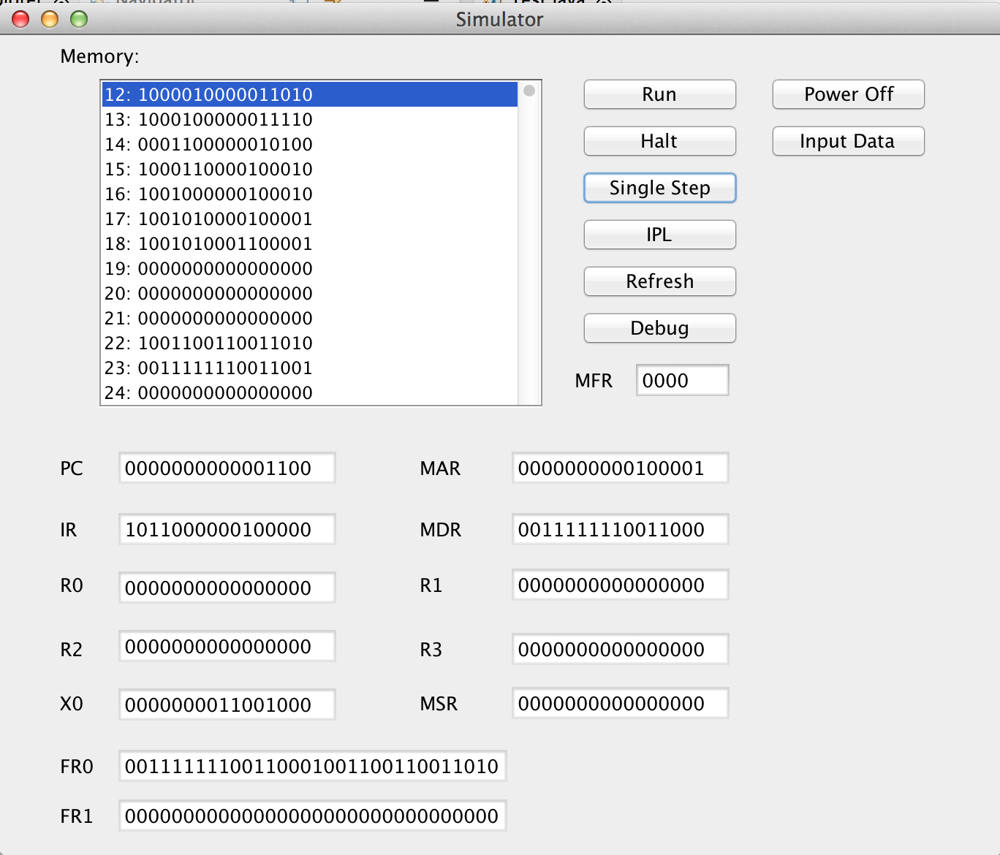 Simulator
Memory:
12: 1000010000011010
13: 1000100000011110
14: 0001100000010100
15: 1000110000100010
16: 1001000000100010
17: 1001010000100001
18: 1001010001100001
19: 0000000000000000
20: 0000000000000000
21: 0000000000000000
22: 1001100110011010
23: 0011111110011001
24: 0000000000000000
Run
Power Off
Halt
Input Data
Single Step
IPL
Refresh
Debug
MFR 0000
PC 0000000000001100 MAR 0000000000100001
IR 1011000000100000 MDR 0011111110011000
R0 0000000000000000 R1 0000000000000000
R2 0000000000000000 R3 0000000000000000
X0 0000000011001000 MSR 0000000000000000
FR0 00111111100110001001100110011010
FR1 00000000000000000000000000000000